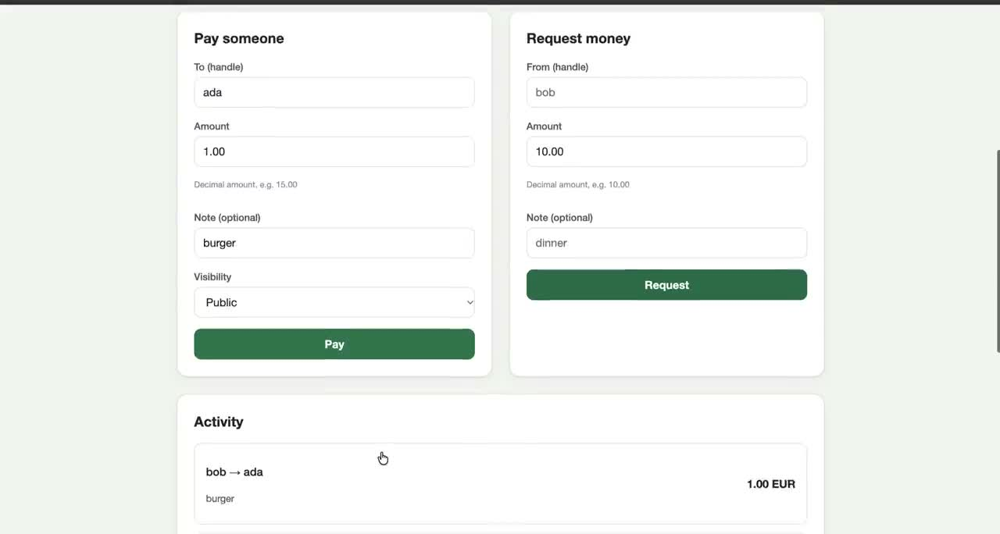 Pay someone
To (handle)
ada
Amount
1.00
Decimal amount, e.g. 15.00
Note (optional)
burger
Visibility
Public
Pay
Request money
From (handle)
bob
Amount
10.00
Decimal amount, e.g. 10.00
Note (optional)
dinner
Request
Activity
bob → ada
burger
1.00 EUR